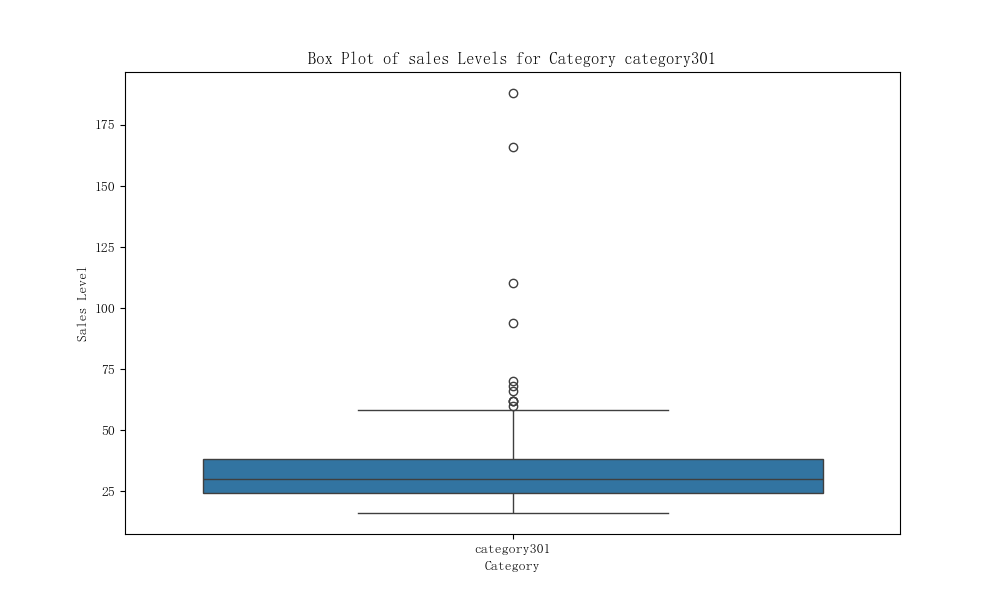 Box Plot of sales Levels for Category category301
175
150
125
100
75
50
25
Sales Level
category301
Category